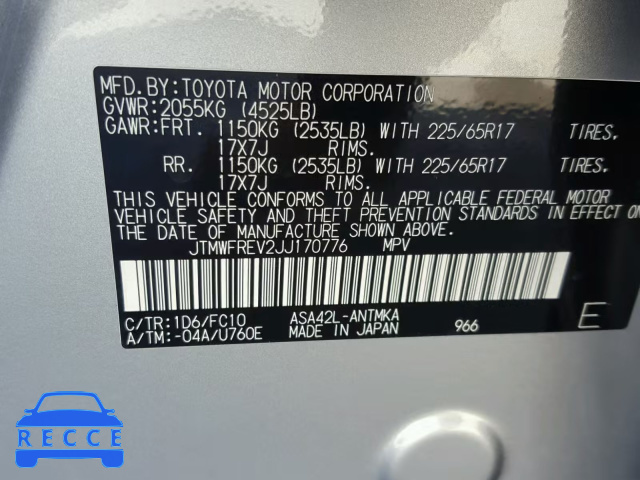 MFD.BY:TOYOTA MOTOR CORPORATION
GVWR:2055KG (4525LB)
GAWR:FRT. 1150KG (2535LB) WITH 225/65R17 TIRES.
17X7J RIMS.
RR. 1150KG (2535LB) WITH 225/65R17 TIRES.
17X7J RIMS.
THIS VEHICLE CONFORMS TO ALL APPLICABLE FEDERAL MOTOR
VEHICLE SAFETY AND THEFT PREVENTION STANDARDS IN EFFECT ON
THE DATE OF MANUFACTURE SHOWN ABOVE.
JTMWFREV2JJ170776 MPV
C/TR:1D6/FC10 ASA42L-ANTMKA
A/TM:-04A/U760E MADE IN JAPAN 966 E
RECCE